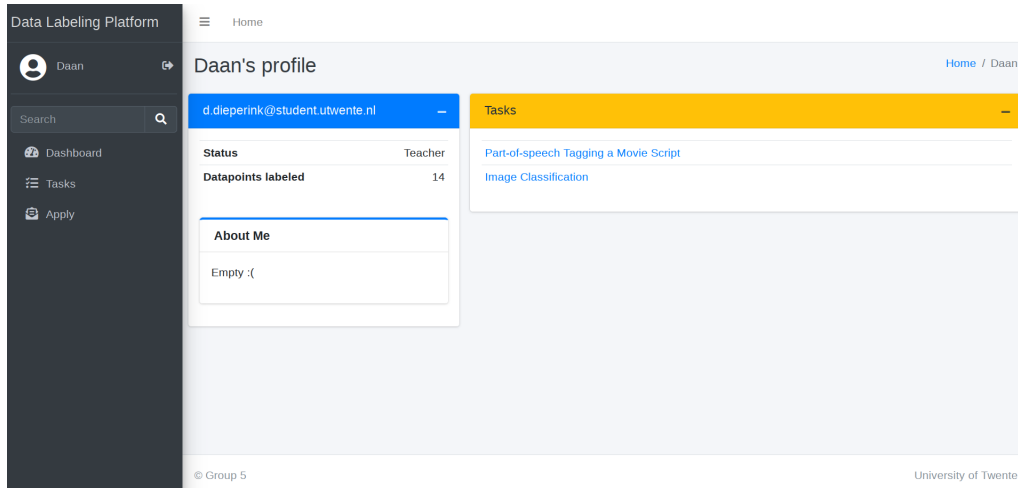 Data Labeling Platform
Home
Daan
Daan's profile
Home / Daan
Search
Dashboard
Tasks
Apply
d.dieperink@student.utwente.nl
Status Teacher
Datapoints labeled 14
About Me
Empty :(
Tasks
Part-of-speech Tagging a Movie Script
Image Classification
© Group 5
University of Twente